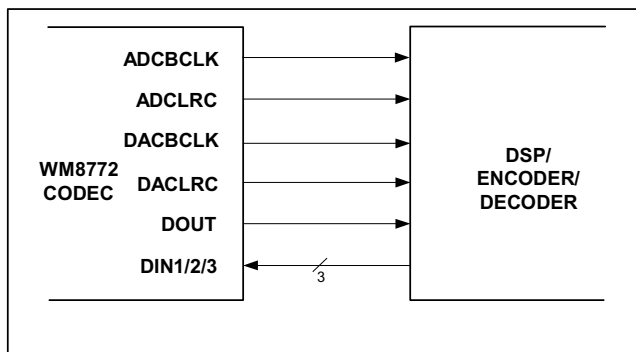 ADCBCLK
ADCLRC
DACBCLK
WM8772
CODEC
DACLRC
DOUT
DIN1/2/3
3
DSP/
ENCODER/
DECODER